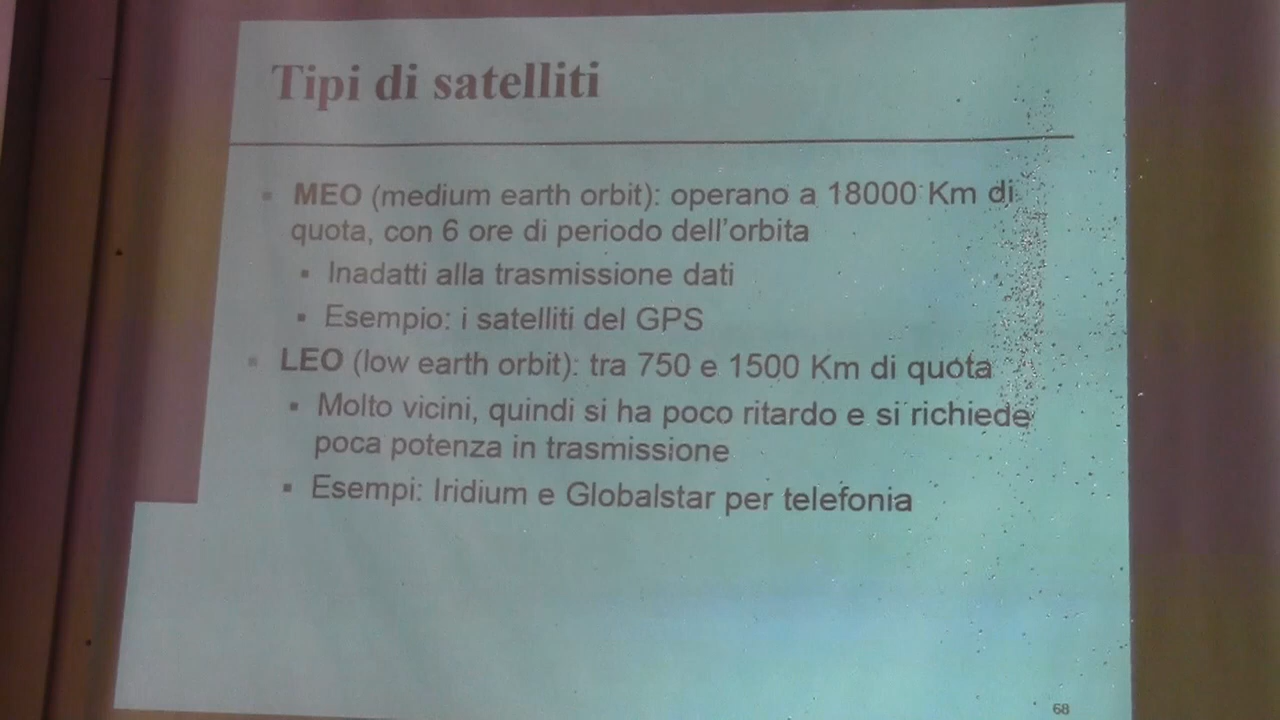 Tipi di satelliti
▪ MEO (medium earth orbit): operano a 18000 Km di
quota, con 6 ore di periodo dell'orbita
▪ Inadatti alla trasmissione dati
▪ Esempio: i satelliti del GPS
▪ LEO (low earth orbit): tra 750 e 1500 Km di quota
▪ Molto vicini, quindi si ha poco ritardo e si richiede
poca potenza in trasmissione
▪ Esempi: Iridium e Globalstar per telefonia
68